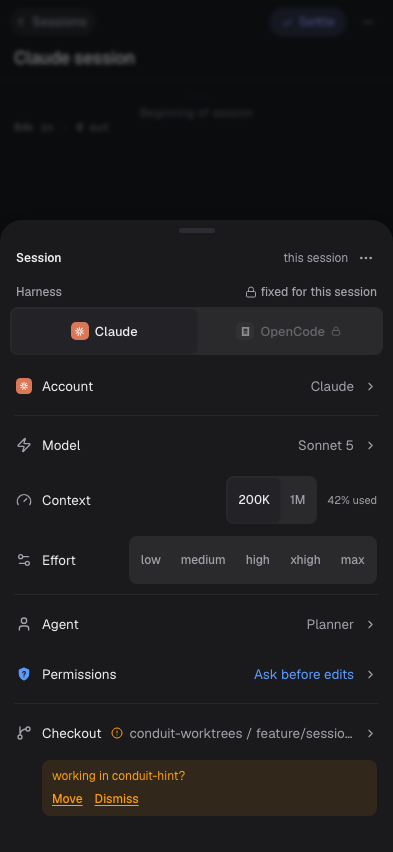 Sessions
Settle
Claude session
Beginning of session
Session this session
Harness fixed for this session
Claude OpenCode
Account Claude
Model Sonnet 5
Context 200K 1M 42% used
Effort low medium high xhigh max
Agent Planner
Permissions Ask before edits
Checkout conduit-worktrees / feature/sessio...
working in conduit-hint?
Move Dismiss